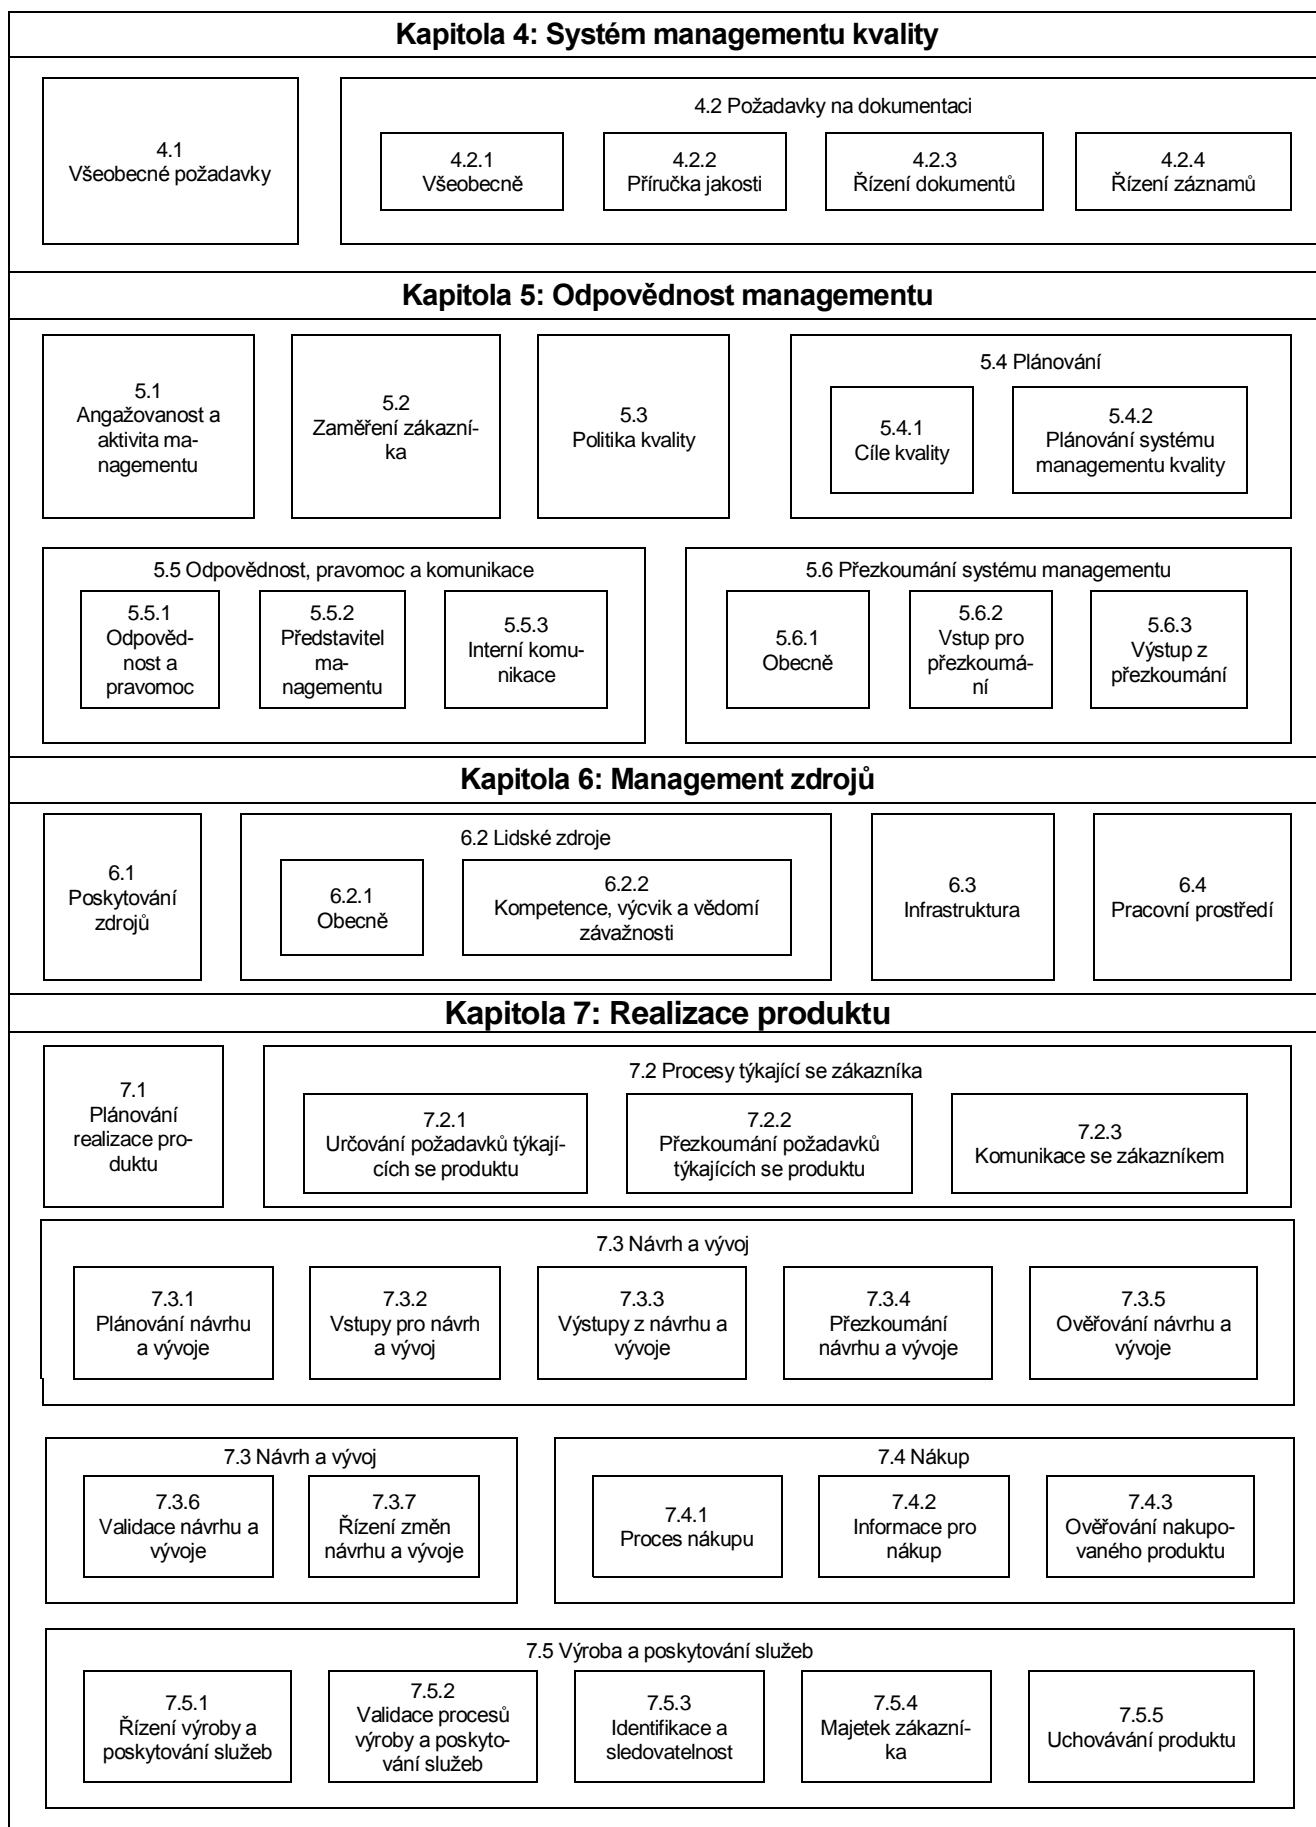 Kapitola 4: Systém managementu kvality
4.1
Všeobecné požadavky
4.2 Požadavky na dokumentaci
4.2.1
Všeobecně
4.2.2
Příručka jakosti
4.2.3
Řízení dokumentů
4.2.4
Řízení záznamů
Kapitola 5: Odpovědnost managementu
5.1
Angažovanost a
aktivita ma-
nagementu
5.2
Zaměření zákazní-
ka
5.3
Politika kvality
5.4 Plánování
5.4.1
Cíle kvality
5.4.2
Plánování systému
managementu kvality
5.5 Odpovědnost, pravomoc a komunikace
5.5.1
Odpověd-
nost a
pravomoc
5.5.2
Představitel
ma-
nagementu
5.5.3
Interní komu-
nikace
5.6 Přezkoumání systému managementu
5.6.1
Obecně
5.6.2
Vstup pro
přezkoumá-
ní
5.6.3
Výstup z
přezkoumání
Kapitola 6: Management zdrojů
6.1
Poskytování
zdrojů
6.2 Lidské zdroje
6.2.1
Obecně
6.2.2
Kompetence, výcvik a vědomí
závažnosti
6.3
Infrastruktura
6.4
Pracovní prostředí
Kapitola 7: Realizace produktu
7.1
Plánování
realizace pro-
duktu
7.2 Procesy týkající se zákazníka
7.2.1
Určování požadavků týkají-
cích se produktu
7.2.2
Přezkoumání požadavků
týkajících se produktu
7.2.3
Komunikace se zákazníkem
7.3 Návrh a vývoj
7.3.1
Plánování návrhu
a vývoje
7.3.2
Vstupy pro návrh
a vývoj
7.3.3
Výstupy z návrhu a
vývoje
7.3.4
Přezkoumání
návrhu a vývoje
7.3.5
Ověřování návrhu a
vývoje
7.3 Návrh a vývoj
7.3.6
Validace návrhu a
vývoje
7.3.7
Řízení změn
návrhu a vývoje
7.4 Nákup
7.4.1
Proces nákupu
7.4.2
Informace pro
nákup
7.4.3
Ověřování nakupo-
vaného produktu
7.5 Výroba a poskytování služeb
7.5.1
Řízení výroby a
poskytování služeb
7.5.2
Validace procesů
výroby a poskyto-
vání služeb
7.5.3
Identifikace a
sledovatelnost
7.5.4
Majetek zákazní-
ka
7.5.5
Uchovávání produktu